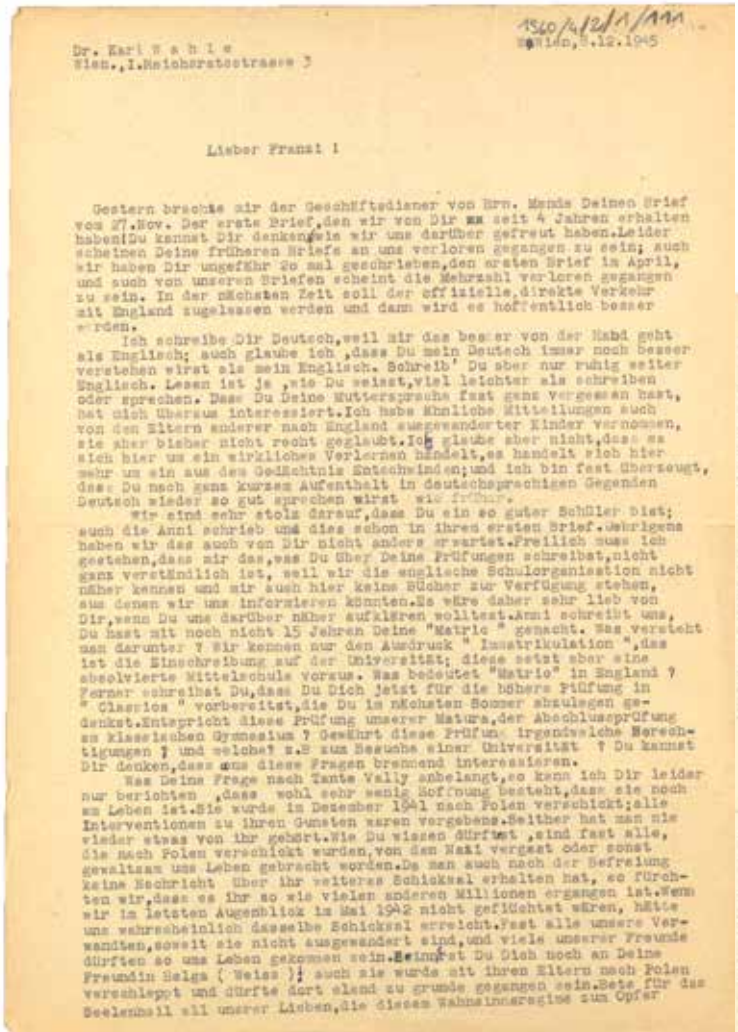 1960/4/2/1/111
Dr. Karl W a h l e
Wien.,I.Reichsratsstrasse 3
Wien, .12.1945
Lieber Franzl !
Gestern brachte mir der Geschäftsdiener von Hrn. Mende Deinen Brief
vom 27.Nov. Der erste Brief,den wir von Dir seit 4 Jahren erhalten
haben!Du kannst Dir denken,wie wir uns darüber gefreut haben.Leider
scheinen Deine früheren Briefe an uns verloren gegangen zu sein; auch
wir haben Dir ungefähr 20 mal geschrieben,den ersten Brief im April,
und auch von unseren Briefen scheint die Mehrzahl verloren gegangen
zu sein. In der nächsten Zeit soll der offizielle,direkte Verkehr
mit England zugelassen werden und dann wird es hoffentlich besser
werden.
Ich schreibe Dir Deutsch,weil mir das besser von der Hand geht
als Englisch; auch glaube ich ,dass Du mein Deutsch immer noch besser
verstehen wirst als mein Englisch. Schreib' Du aber nur ruhig weiter
Englisch. Lesen ist ja ,wie Du weisst,viel leichter als schreiben
oder sprechen. Dass Du Deine Muttersprache fast ganz vergessen hast,
hat mich überaus interessiert.Ich habe ähnliche Mitteilungen auch
von den Eltern anderer nach England ausgewanderter Kinder vernommen,
sie aber bisher nicht recht geglaubt.Ich glaube aber nicht,dass es
sich hier um ein wirkliches Verlernen handelt,es handelt sich hier
mehr um ein aus dem Gedächtnis Entschwinden;und ich bin fast überzeugt,
dass Du nach ganz kurzem Aufenthalt in deutschsprachigen Gegenden
Deutsch wieder so gut sprechen wirst wie früher.
Wir sind sehr stolz darauf,dass Du ein so guter Schüler bist;
auch die Anni schrieb uns dies schon in ihrem ersten Brief.Uebrigens
haben wir das auch von Dir nicht anders erwartet.Freilich muss ich
gestehen,dass mir das,was Du über Deine Prüfungen schreibst,nicht
ganz verständlich ist, weil wir die englische Schulorganisation nicht
näher kennen und mir auch hier keine Bücher zur Verfügung stehen,
aus denen wir uns informieren könnten.Es wäre daher sehr lieb von
Dir,wenn Du uns darüber näher aufklären wolltest.Anni schreibt uns,
Du hast mit noch nicht 15 Jahren Deine "Matric " gemacht. Was versteht
man darunter ? Wir kennen nur den Ausdruck " Immatrikulation ",das
ist die Einschreibung auf der Universität; diese setzt aber eine
absolvierte Mittelschule voraus. Was bedeutet "Matric" in England ?
Ferner schreibst Du,dass Du Dich jetzt für die höhere Prüfung in
" Classics " vorbereitst,die Du im nächsten Sommer abzulegen ge-
denkst.Entspricht diese Prüfung unserer Matura,der Abschlussprüfung
am klassischen Gymnasium ? Gewährt diese Prüfung irgendwelche Berech-
tigungen ? und welche? z.B zum Besuche einer Universität ? Du kannst
Dir denken,dass uns diese Fragen brennend interessieren.
Was Deine Frage nach Tante Vally anbelangt,so kann ich Dir leider
nur berichten ,dass wohl sehr wenig Hoffnung besteht,dass sie noch
am Leben ist.Sie wurde im Dezember 1941 nach Polen verschickt;alle
Interventionen zu ihren Gunsten waren vergebens.Seither hat man nie
wieder etwas von ihr gehört.Wie Du wissen dürftest ,sind fast alle,
die nach Polen verschickt wurden,von den Nazi vergast oder sonst
gewaltsam ums Leben gebracht worden.Da man auch nach der Befreiung
keine Nachricht über ihr weiteres Schicksal erhalten hat, so fürch-
ten wir,dass es ihr so wie vielen anderen Millionen ergangen ist.Wenn
wir im letzten Augenblick im Mai 1942 nicht geflüchtet wären, hätte
uns wahrscheinlich dasselbe Schicksal erreicht.Fast alle unsere Ver-
wandten,soweit sie nicht ausgewandert sind,und viele unserer Freunde
dürften so ums Leben gekommen sein. Du Dich noch an Deine
Freundin Helga ( Weiss ); auch sie wurde mit ihren Eltern nach Polen
verschleppt und dürfte dort elend zu grunde gegangen sein.Bete für das
Seelenheil all unserer Lieben,die diesem Wahnsinnsregime zum Opfer